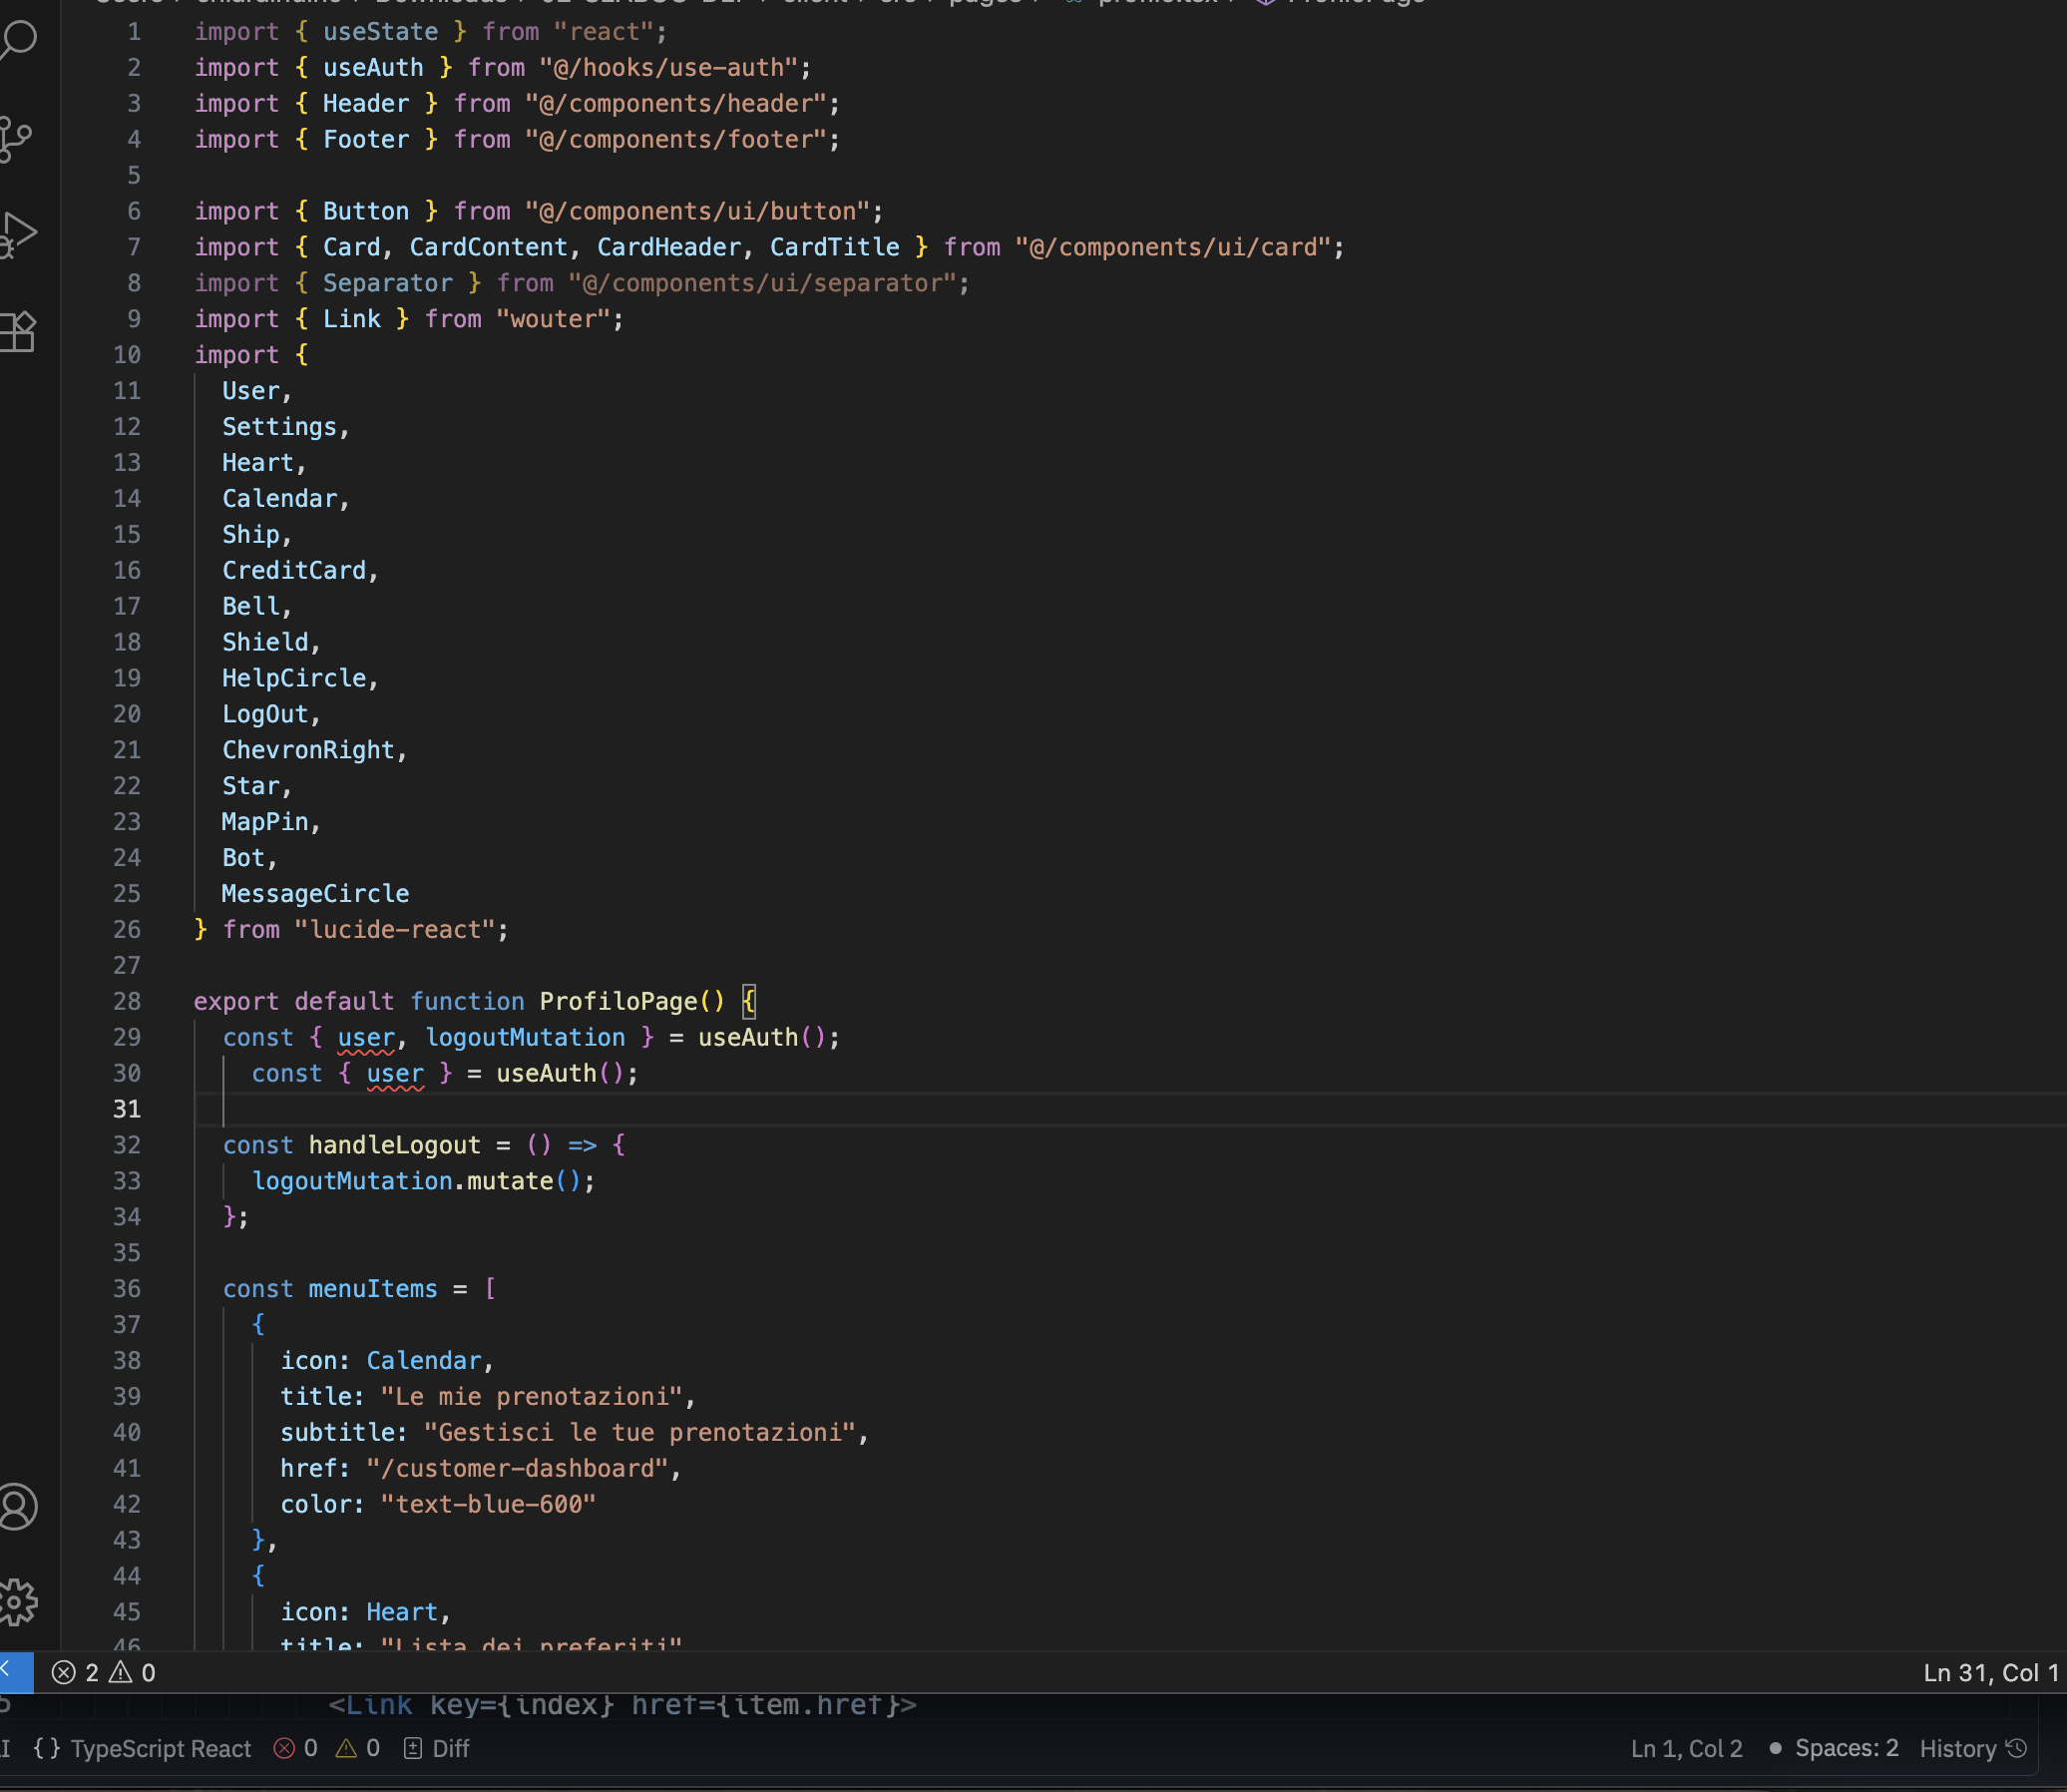 1 import { useState } from "react";
2 import { useAuth } from "@/hooks/use-auth";
3 import { Header } from "@/components/header";
4 import { Footer } from "@/components/footer";
5
6 import { Button } from "@/components/ui/button";
7 import { Card, CardContent, CardHeader, CardTitle } from "@/components/ui/card";
8 import { Separator } from "@/components/ui/separator";
9 import { Link } from "wouter";
10 import {
11 User,
12 Settings,
13 Heart,
14 Calendar,
15 Ship,
16 CreditCard,
17 Bell,
18 Shield,
19 HelpCircle,
20 LogOut,
21 ChevronRight,
22 Star,
23 MapPin,
24 Bot,
25 MessageCircle
26 } from "lucide-react";
27
28 export default function ProfiloPage() {
29 const { user, logoutMutation } = useAuth();
30 const { user } = useAuth();
31
32 const handleLogout = () => {
33 logoutMutation.mutate();
34 };
35
36 const menuItems = [
37 {
38 icon: Calendar,
39 title: "Le mie prenotazioni",
40 subtitle: "Gestisci le tue prenotazioni",
41 href: "/customer-dashboard",
42 color: "text-blue-600"
43 },
44 {
45 icon: Heart,
46 title: "Lista dei preferiti"
2 0 Ln 31, Col 1
<Link key={index} href={item.href}>
{} TypeScript React 0 0 Diff Ln 1, Col 2 Spaces: 2 History